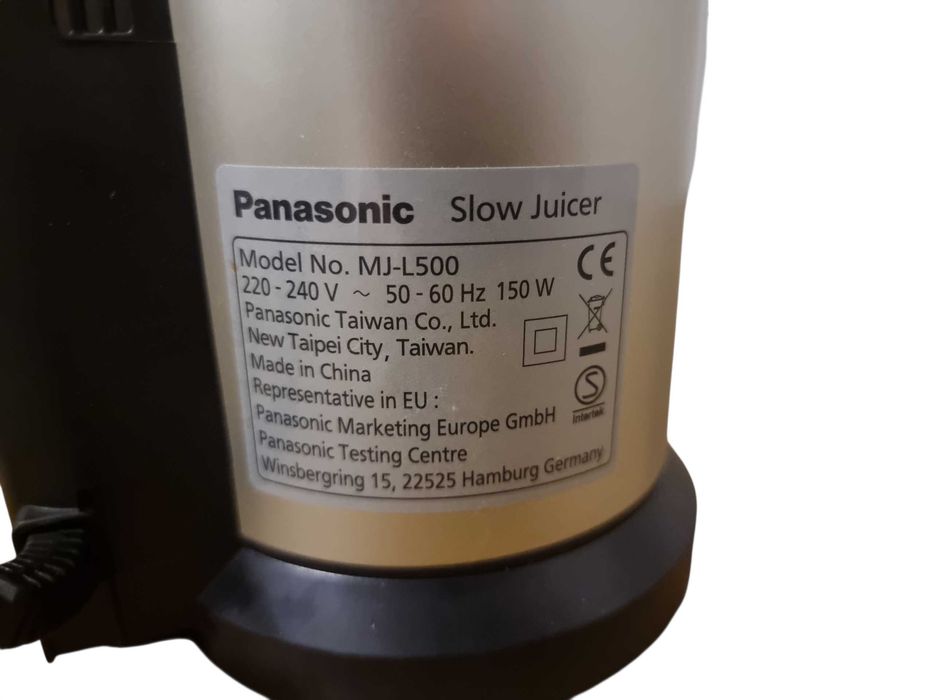 Panasonic Slow Juicer
Model No. MJ-L500
220 - 240 V ~ 50 - 60 Hz 150 W
Panasonic Taiwan Co., Ltd.
New Taipei City, Taiwan.
Made in China
Representative in EU :
Panasonic Marketing Europe GmbH
Panasonic Testing Centre
Winsbergring 15, 22525 Hamburg Germany
CE
S
Intertek